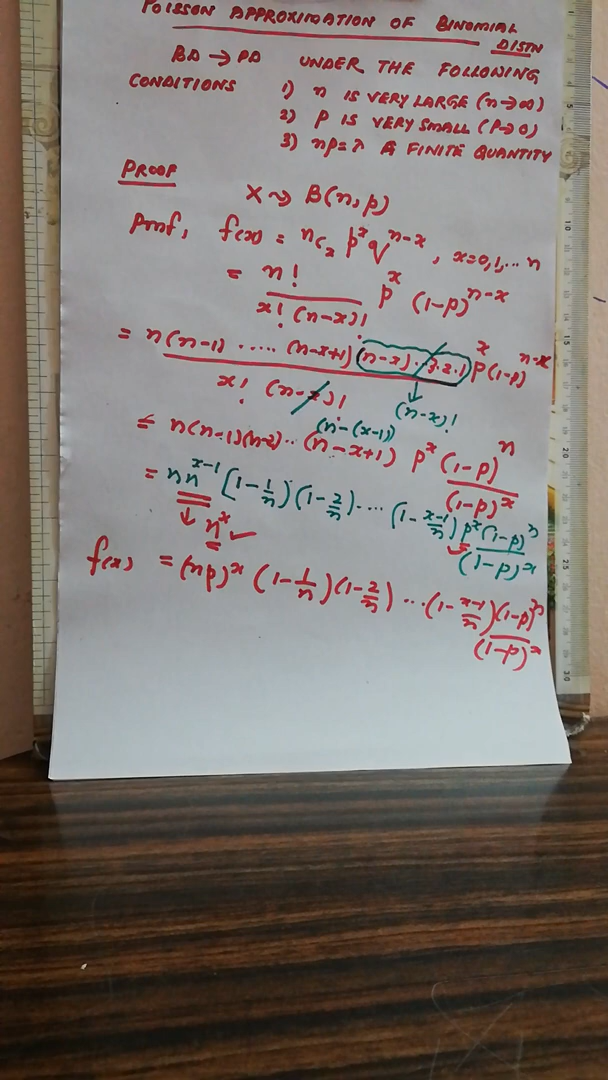 POISSON APPROXIMATION OF BINOMIAL DISTN
BD → PD UNDER THE FOLLOWING
CONDITIONS 1) n IS VERY LARGE (n→∞)
2) P IS VERY SMALL (P→0)
3) np=λ A FINITE QUANTITY
PROOF
X ~> B(n,p)
pmf, f(x) = nCx p^x q^(n-x), x=0,1,...n
= n! / x! (n-x)! p^x (1-p)^(n-x)
= n(n-1) ..... (n-x+1) (n-x)...3.2.1) / x! (n-x)! p^x (1-p)^(n-x)
(n-x)!
(n-(x-1))
= n(n-1)(n-2)..(n-x+1) p^x (1-p)^n / (1-p)^x
= n n^(x-1) [1-1/n)(1-2/n).... (1-(x-1)/n) p^x (1-p)^n / (1-p)^x
↓ n^x ✓
f(x) = (np)^x (1-1/n)(1-2/n) ...(1-(x-1)/n) (1-p)^n / (1-p)^x